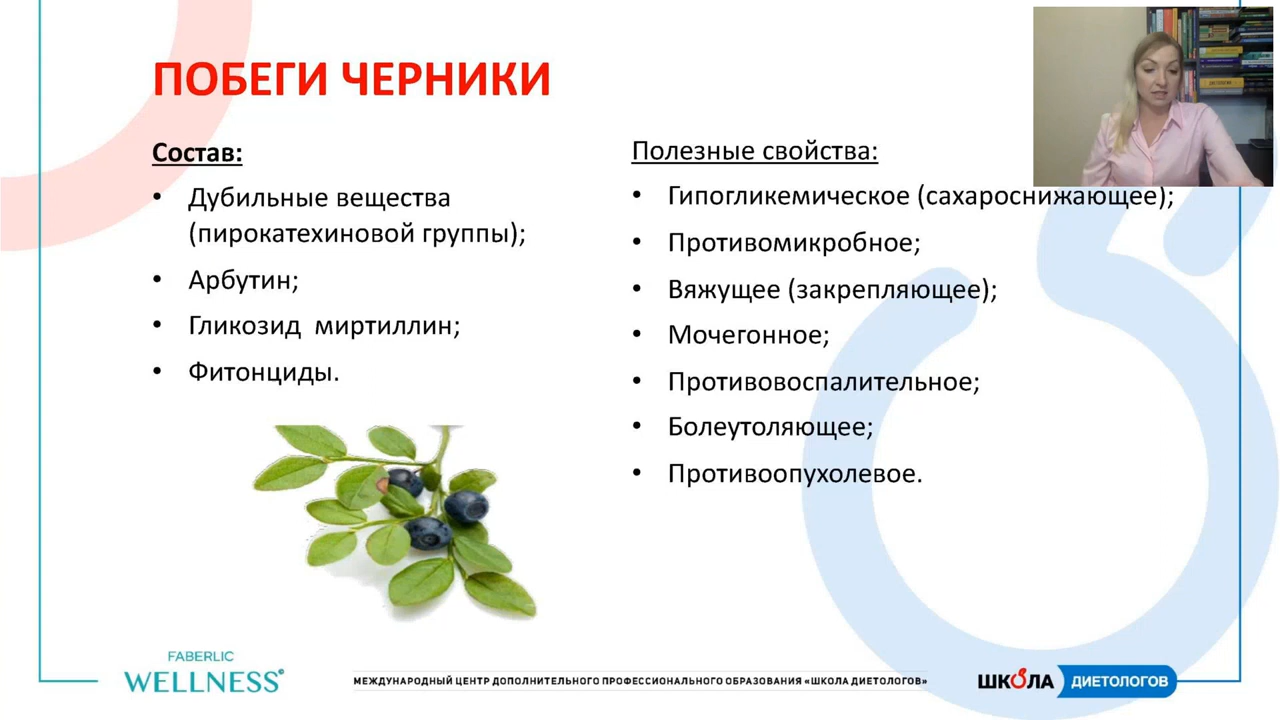 ПОБЕГИ ЧЕРНИКИ
Состав:
• Дубильные вещества
(пирокатехиновой группы);
• Арбутин;
• Гликозид миртиллин;
• Фитонциды.
Полезные свойства:
• Гипогликемическое (сахароснижающее);
• Противомикробное;
• Вяжущее (закрепляющее);
• Мочегонное;
• Противовоспалительное;
• Болеутоляющее;
• Противоопухолевое.
FABERLIC
WELLNESS
МЕЖДУНАРОДНЫЙ ЦЕНТР ДОПОЛНИТЕЛЬНОГО ПРОФЕССИОНАЛЬНОГО ОБРАЗОВАНИЯ «ШКОЛА ДИЕТОЛОГОВ»
ШКОЛА ДИЕТОЛОГОВ